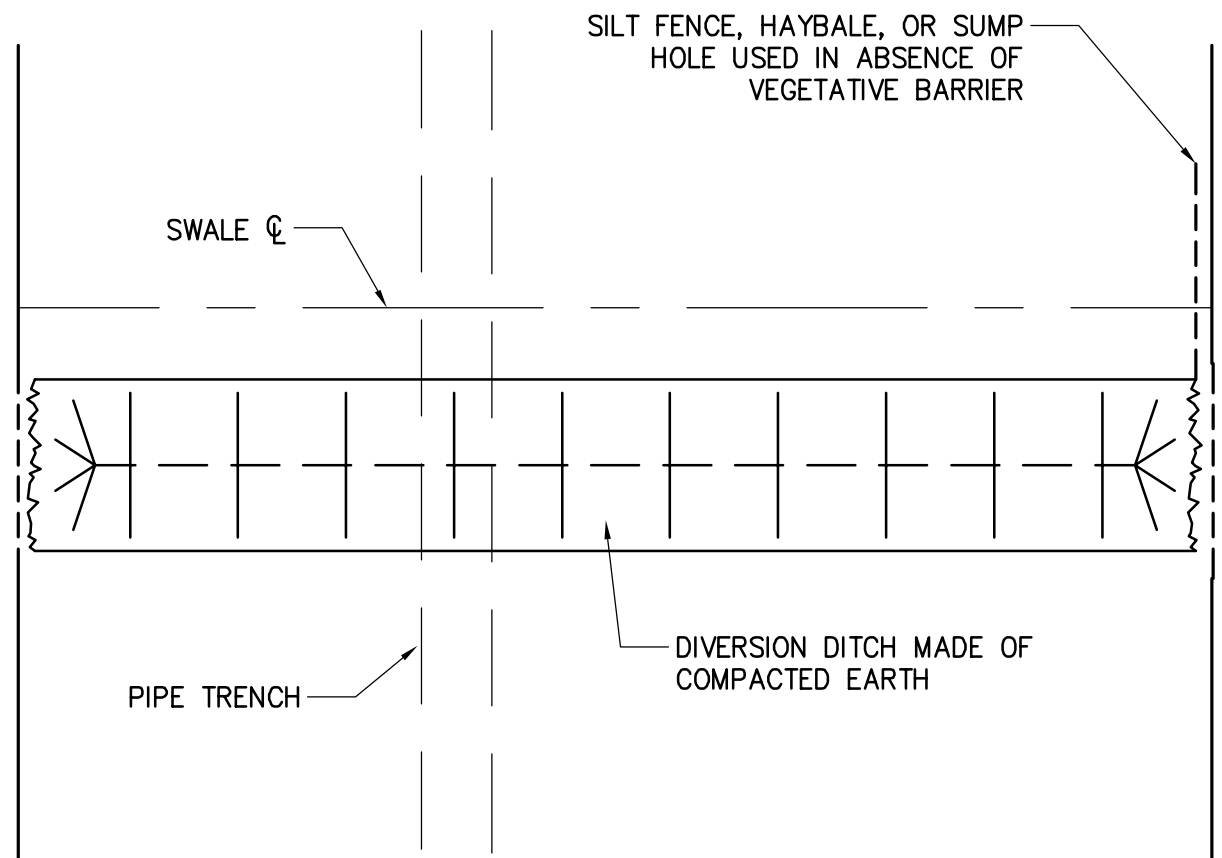 SILT FENCE, HAYBALE, OR SUMP
HOLE USED IN ABSENCE OF
VEGETATIVE BARRIER
SWALE ℄
DIVERSION DITCH MADE OF
COMPACTED EARTH
PIPE TRENCH